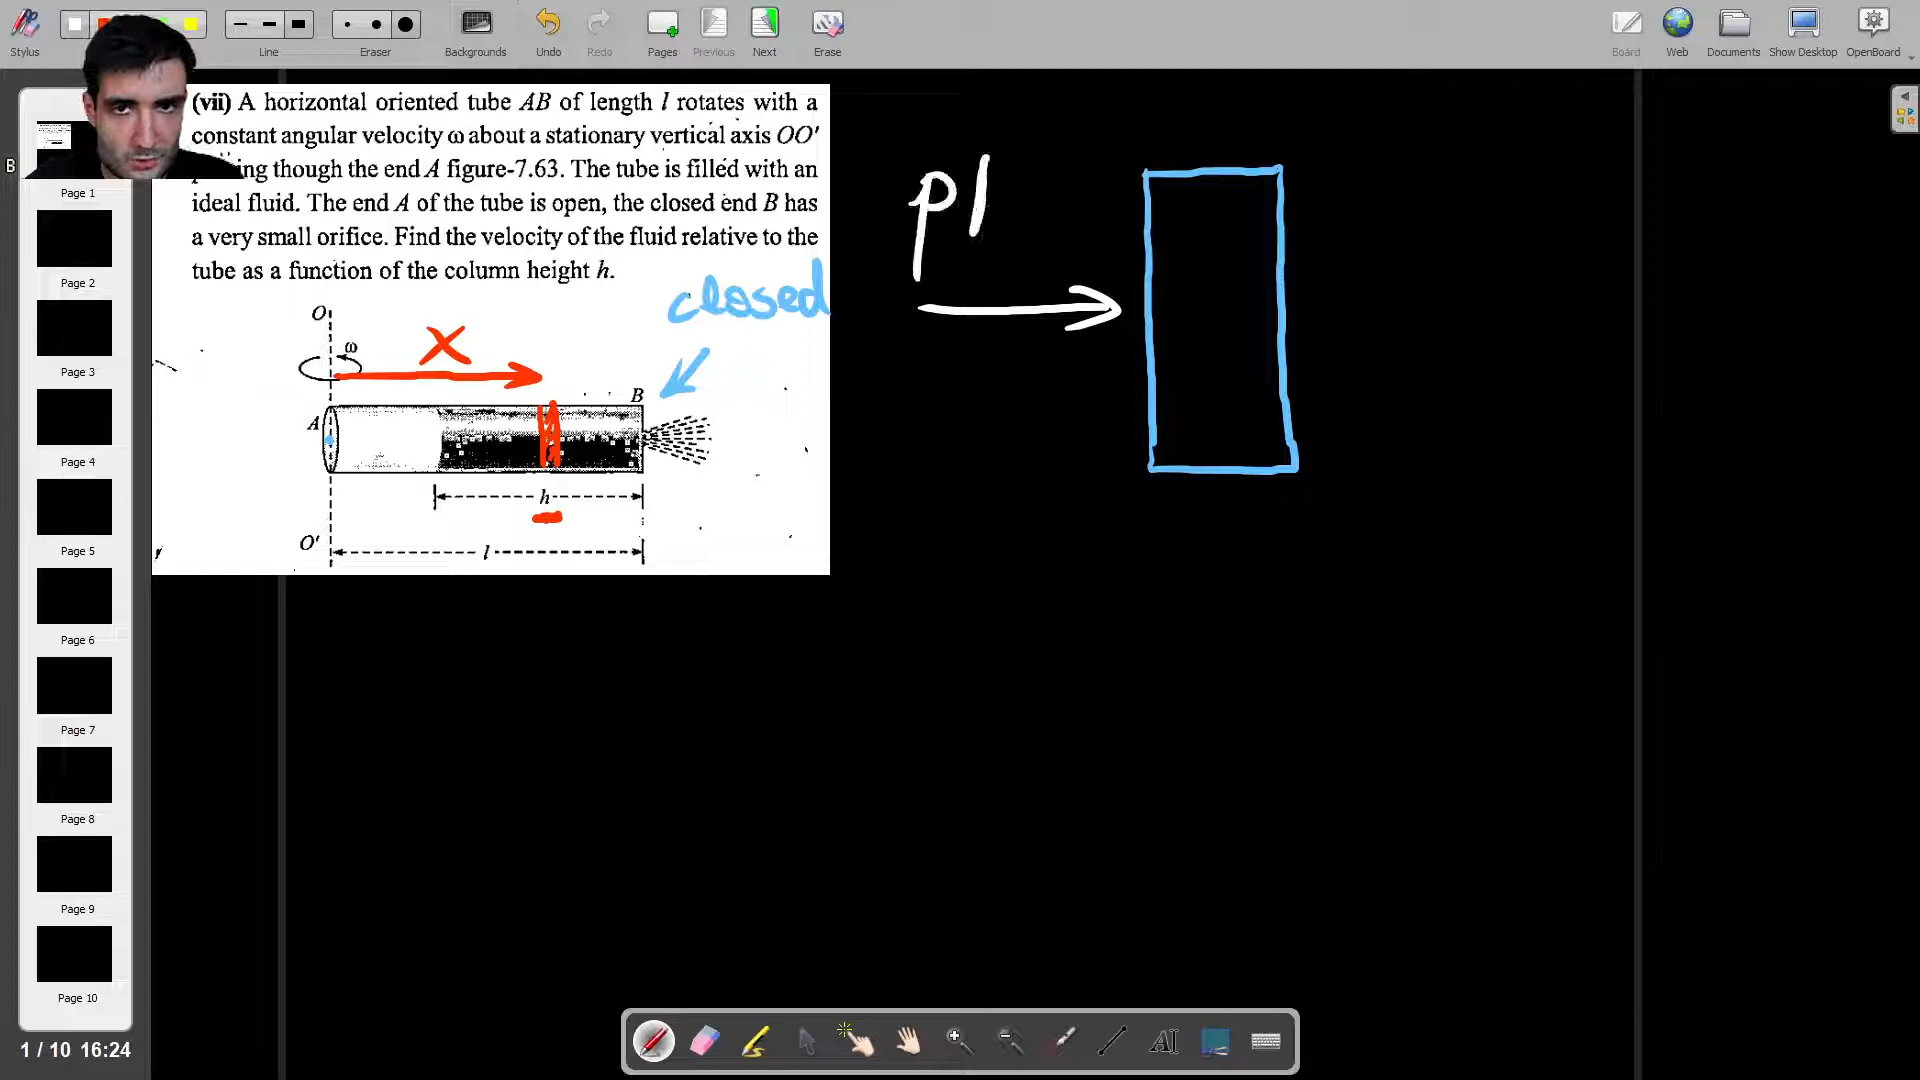 Stylus
Line
Eraser
Backgrounds
Undo
Redo
Pages
Previous
Next
Erase
Board
Web
Documents
Show Desktop
OpenBoard
B
Page 1
Page 2
Page 3
Page 4
Page 5
Page 6
Page 7
Page 8
Page 9
Page 10
1 / 10 16:24
(vii) A horizontal oriented tube AB of length l rotates with a
constant angular velocity ω about a stationary vertical axis OO'
ing though the end A figure-7.63. The tube is filled with an
ideal fluid. The end A of the tube is open, the closed end B has
a very small orifice. Find the velocity of the fluid relative to the
tube as a function of the column height h.
closed
O
ω
x
A
B
h
O'
l
p1
AI